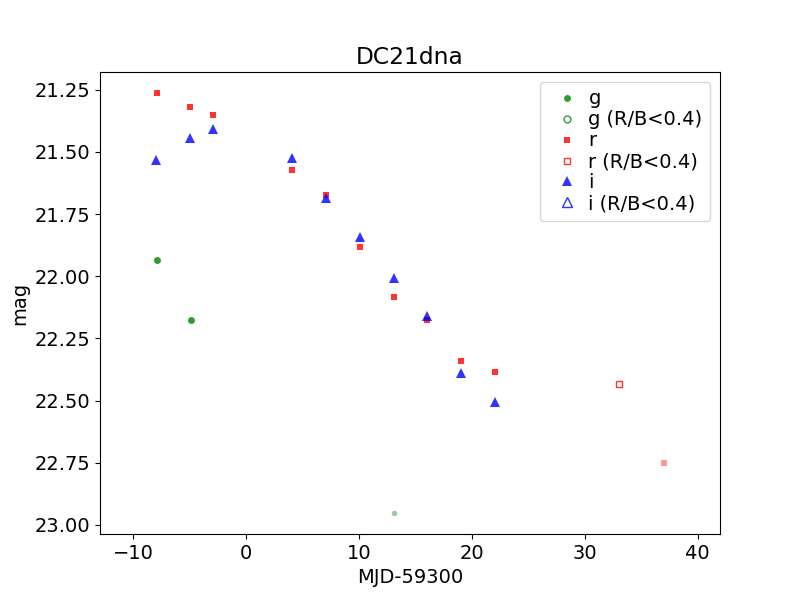 DC21dna
21.25
21.50
21.75
22.00
22.25
22.50
22.75
23.00
mag
g
g (R/B<0.4)
r
r (R/B<0.4)
i
i (R/B<0.4)
−10 0 10 20 30 40
MJD-59300